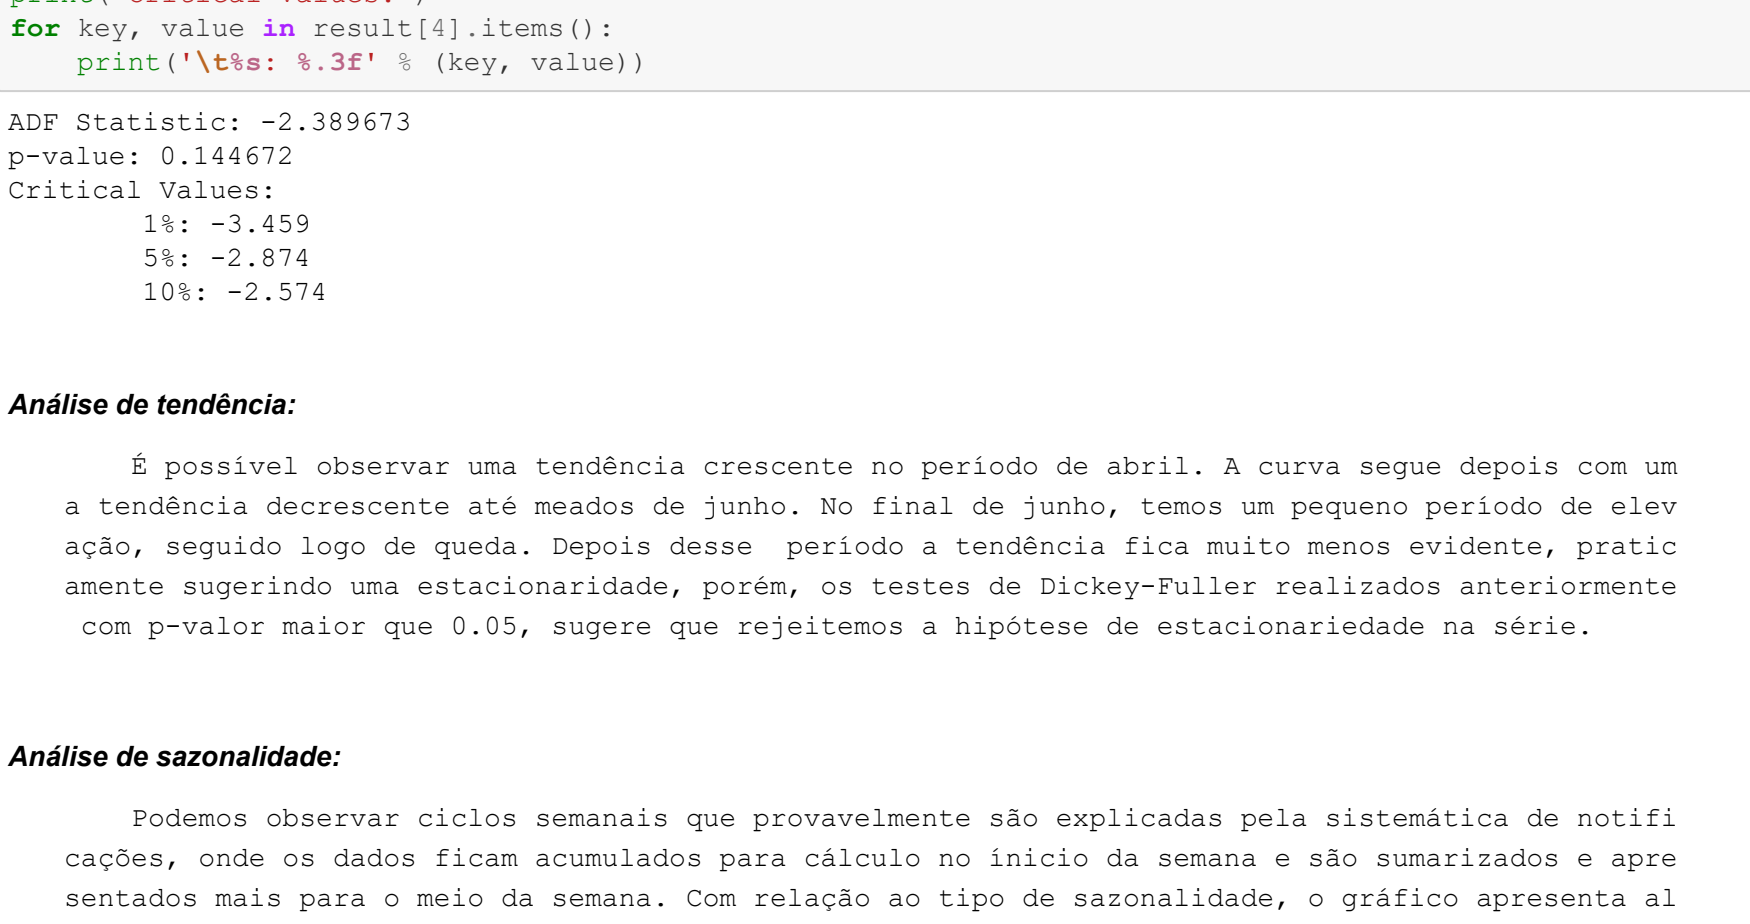 print('Critical Values:')
for key, value in result[4].items():
    print('\t%s: %.3f' % (key, value))
ADF Statistic: -2.389673
p-value: 0.144672
Critical Values:
	1%: -3.459
	5%: -2.874
	10%: -2.574
Análise de tendência:
É possível observar uma tendência crescente no período de abril. A curva segue depois com um
a tendência decrescente até meados de junho. No final de junho, temos um pequeno período de elev
ação, seguido logo de queda. Depois desse  período a tendência fica muito menos evidente, pratic
amente sugerindo uma estacionaridade, porém, os testes de Dickey-Fuller realizados anteriormente
com p-valor maior que 0.05, sugere que rejeitemos a hipótese de estacionariedade na série.
Análise de sazonalidade:
Podemos observar ciclos semanais que provavelmente são explicadas pela sistemática de notifi
cações, onde os dados ficam acumulados para cálculo no ínicio da semana e são sumarizados e apre
sentados mais para o meio da semana. Com relação ao tipo de sazonalidade, o gráfico apresenta al